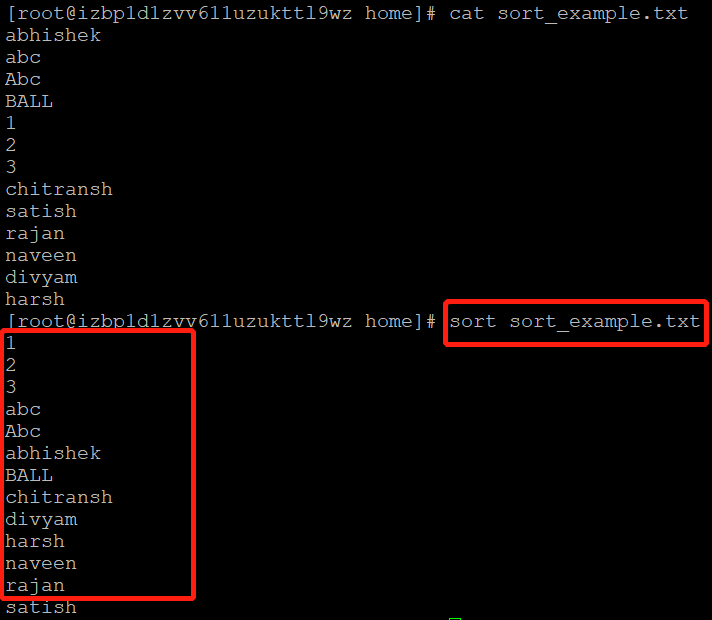 [root@izbp1d1zvv611uzukttl9wz home]# cat sort_example.txt
abhishek
abc
Abc
BALL
1
2
3
chitransh
satish
rajan
naveen
divyam
harsh
[root@izbp1d1zvv611uzukttl9wz home]# sort sort_example.txt
1
2
3
abc
Abc
abhishek
BALL
chitransh
divyam
harsh
naveen
rajan
satish